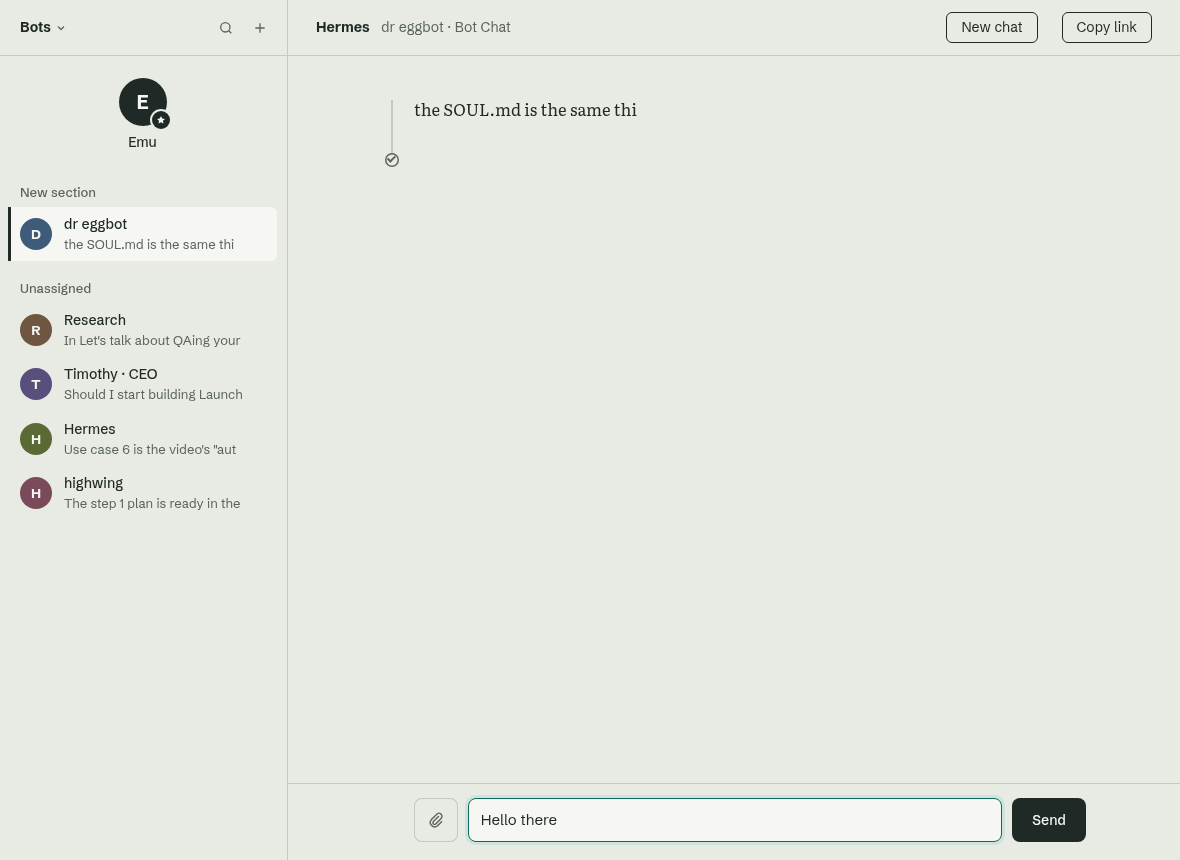 Bots
E
Emu
New section
D
dr eggbot
the SOUL.md is the same thi
Unassigned
R
Research
In Let's talk about QAing your
T
Timothy · CEO
Should I start building Launch
H
Hermes
Use case 6 is the video's "aut
H
highwing
The step 1 plan is ready in the
Hermes dr eggbot · Bot Chat
New chat
Copy link
the SOUL.md is the same thi
Hello there
Send